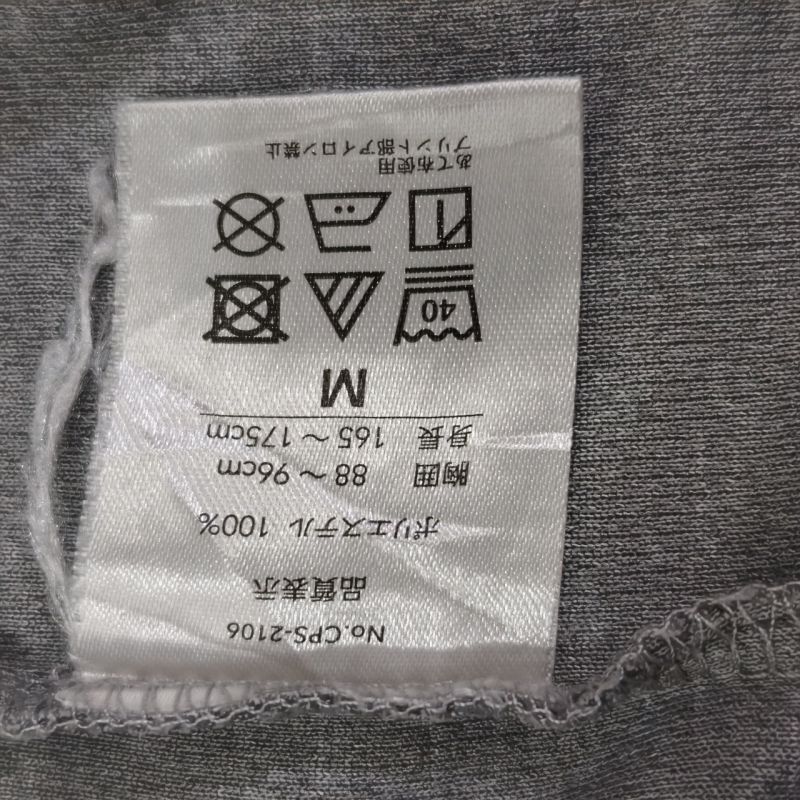 No.CPS-2106
品質表示
ポリエステル 100%
胸囲 88～96cm
身長 165～175cm
M
40
あて布使用
プリント部アイロン禁止